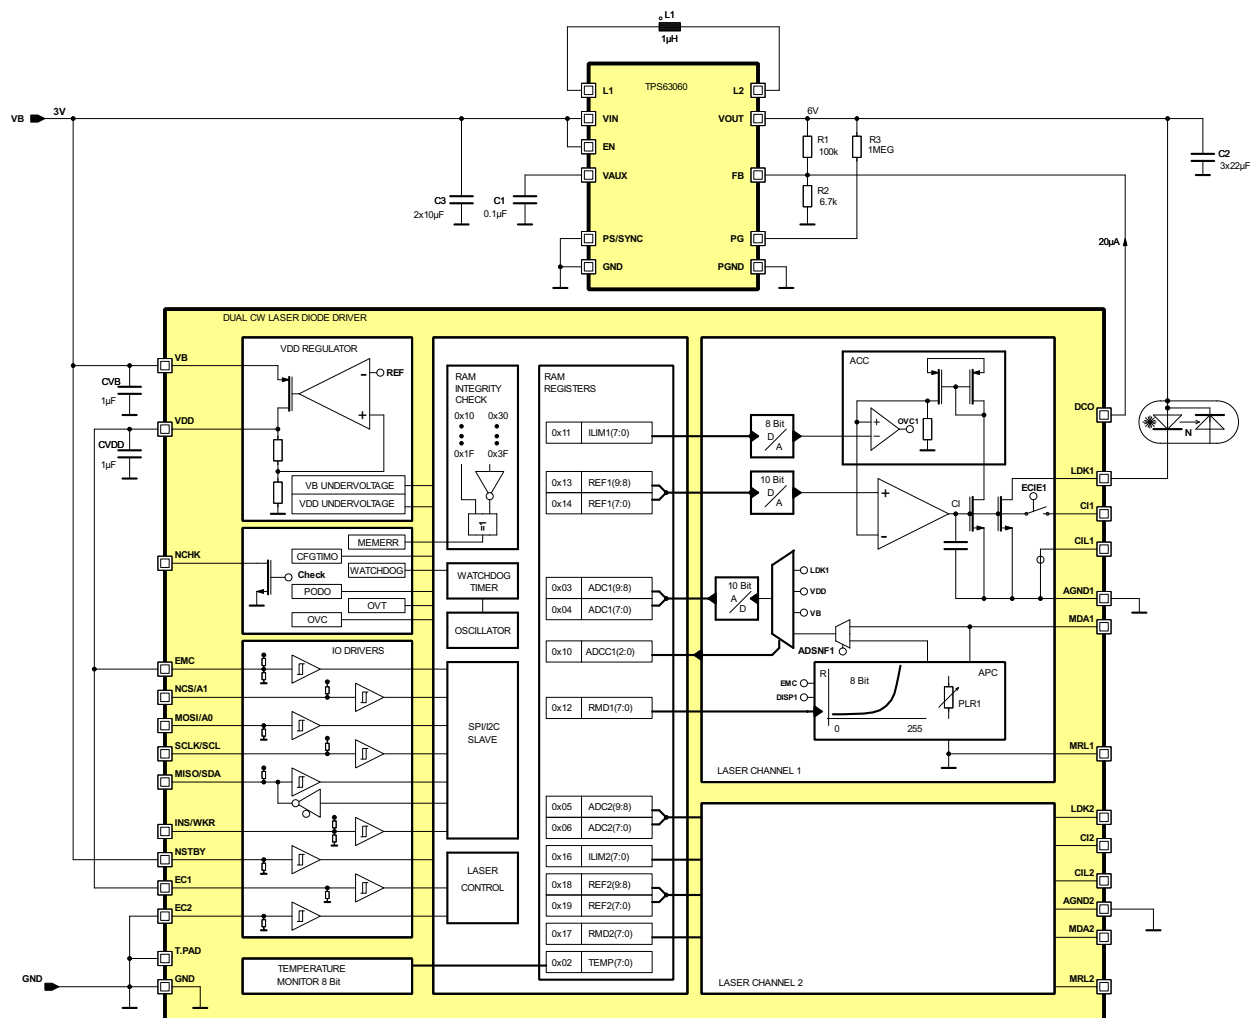 L1
1µH
TPS63060
L1
L2
VB
3V
VIN
VOUT
6V
EN
R1
100k
R3
1MEG
C2
3x22µF
VAUX
FB
C3
2x10µF
C1
0.1µF
R2
6.7k
PS/SYNC
PG
20µA
GND
PGND
DUAL CW LASER DIODE DRIVER
VB
CVB
1µF
VDD
CVDD
1µF
VDD REGULATOR
REF
-
+
VB UNDERVOLTAGE
VDD UNDERVOLTAGE
RAM
INTEGRITY
CHECK
0x10 0x30
0x1F 0x3F
=1
RAM
REGISTERS
0x11 ILIM1(7:0)
0x13 REF1(9:8)
0x14 REF1(7:0)
0x03 ADC1(9:8)
0x04 ADC1(7:0)
0x10 ADCC1(2:0)
0x12 RMD1(7:0)
0x05 ADC2(9:8)
0x06 ADC2(7:0)
0x16 ILIM2(7:0)
0x18 REF2(9:8)
0x19 REF2(7:0)
0x17 RMD2(7:0)
0x02 TEMP(7:0)
8 Bit
D
A
10 Bit
D
A
ACC
+
-
OVC1
+
-
CI
ECIE1
DCO
N
LDK1
CI1
CIL1
AGND1
MDA1
MRL1
10 Bit
A
D
LDK1
VDD
VB
ADSNF1
EMC
DISP1
R
8 Bit
0
255
APC
PLR1
LASER CHANNEL 1
NCHK
Check
MEMERR
CFGTIMO
WATCHDOG
PODO
OVT
OVC
WATCHDOG
TIMER
OSCILLATOR
IO DRIVERS
EMC
NCS/A1
MOSI/A0
SCLK/SCL
MISO/SDA
INS/WKR
NSTBY
EC1
EC2
T.PAD
GND
GND
SPI/I2C
SLAVE
LASER
CONTROL
TEMPERATURE
MONITOR 8 Bit
LASER CHANNEL 2
LDK2
CI2
CIL2
AGND2
MDA2
MRL2